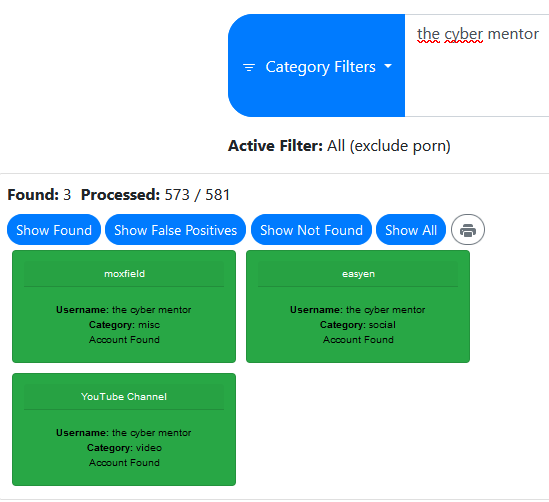 Category Filters
the cyber mentor
Active Filter: All (exclude porn)
Found: 3 Processed: 573 / 581
Show Found
Show False Positives
Show Not Found
Show All
moxfield
Username: the cyber mentor
Category: misc
Account Found
easyen
Username: the cyber mentor
Category: social
Account Found
YouTube Channel
Username: the cyber mentor
Category: video
Account Found